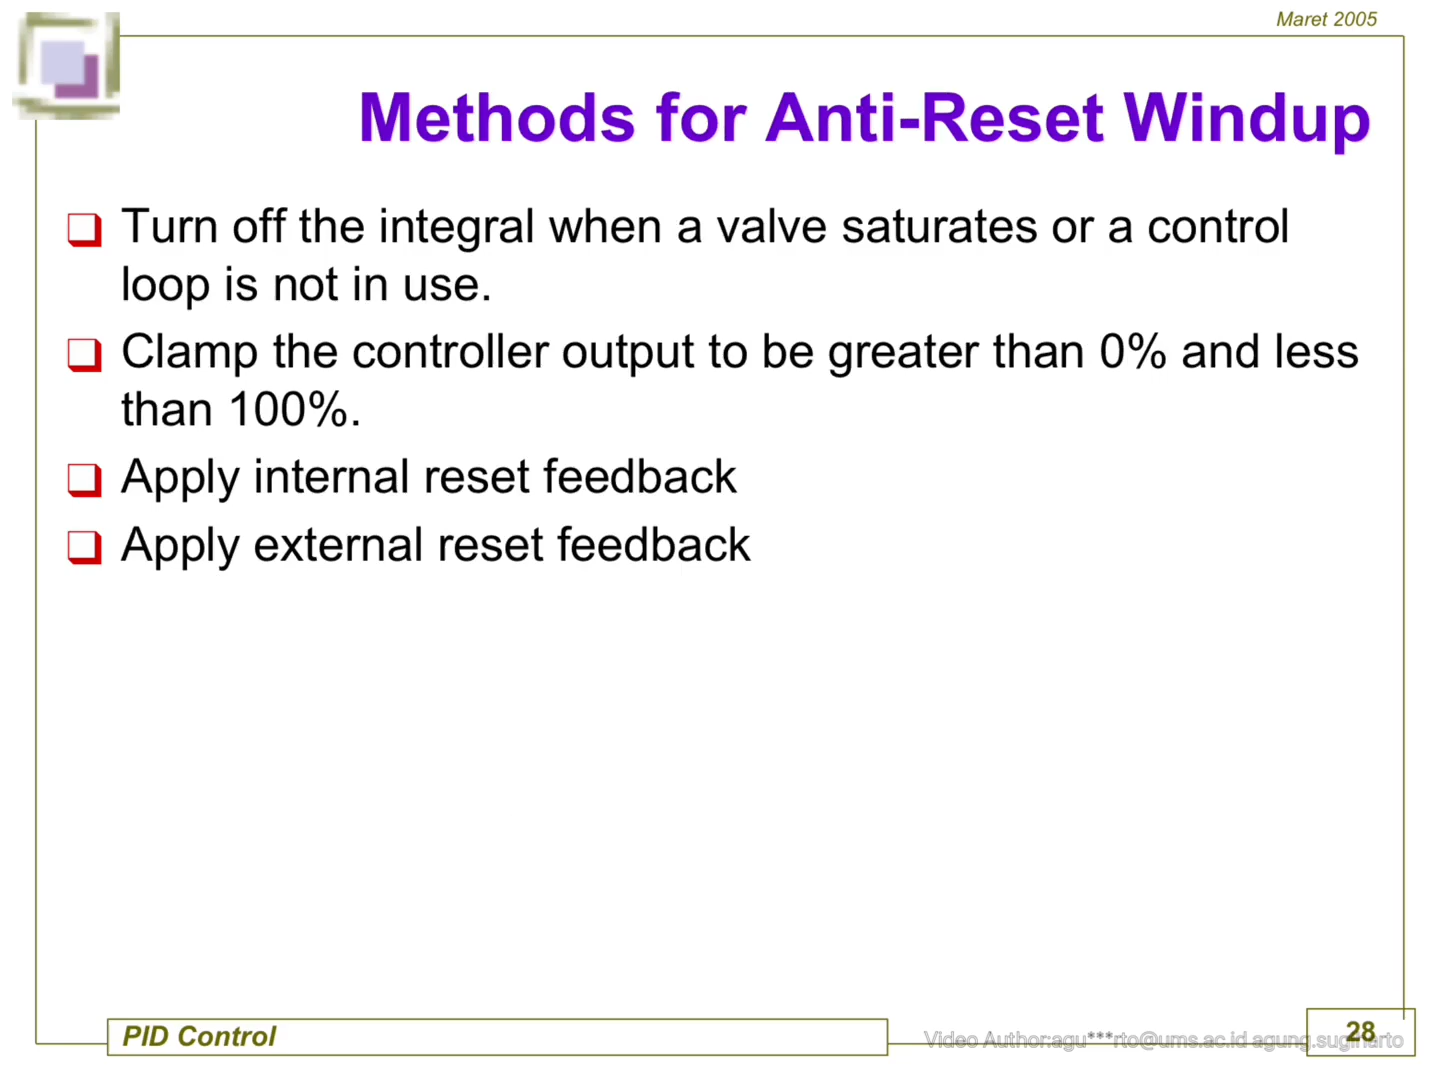 Maret 2005
Methods for Anti-Reset Windup
Turn off the integral when a valve saturates or a control
loop is not in use.
Clamp the controller output to be greater than 0% and less
than 100%.
Apply internal reset feedback
Apply external reset feedback
PID Control
28
Video Author:agu***rto@ums.ac.id agung.sugiharto